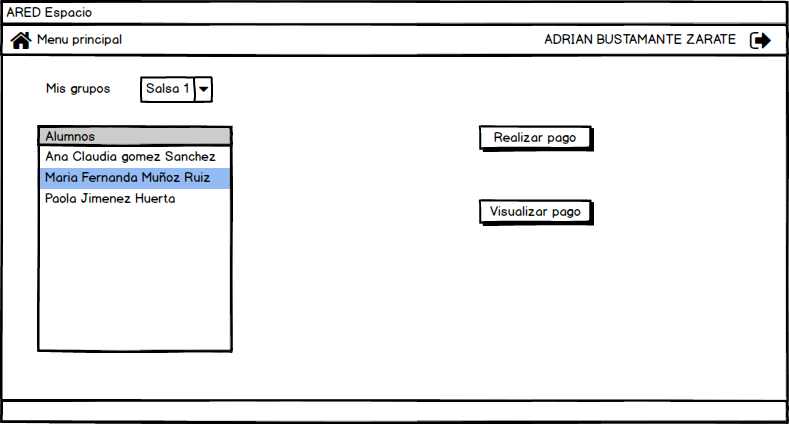 ARED Espacio
Menu principal
ADRIAN BUSTAMANTE ZARATE
Mis grupos
Salsa 1
Alumnos
Ana Claudia gomez Sanchez
Maria Fernanda Muñoz Ruiz
Paola Jimenez Huerta
Realizar pago
Visualizar pago